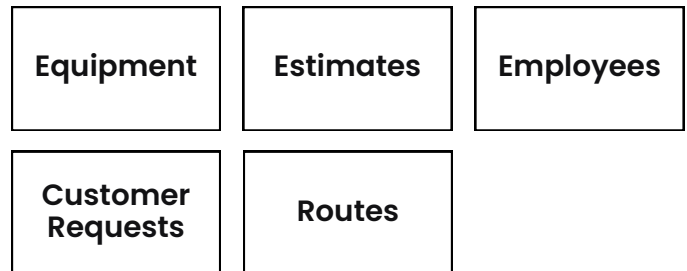 Equipment
Estimates
Employees
Customer
Requests
Routes